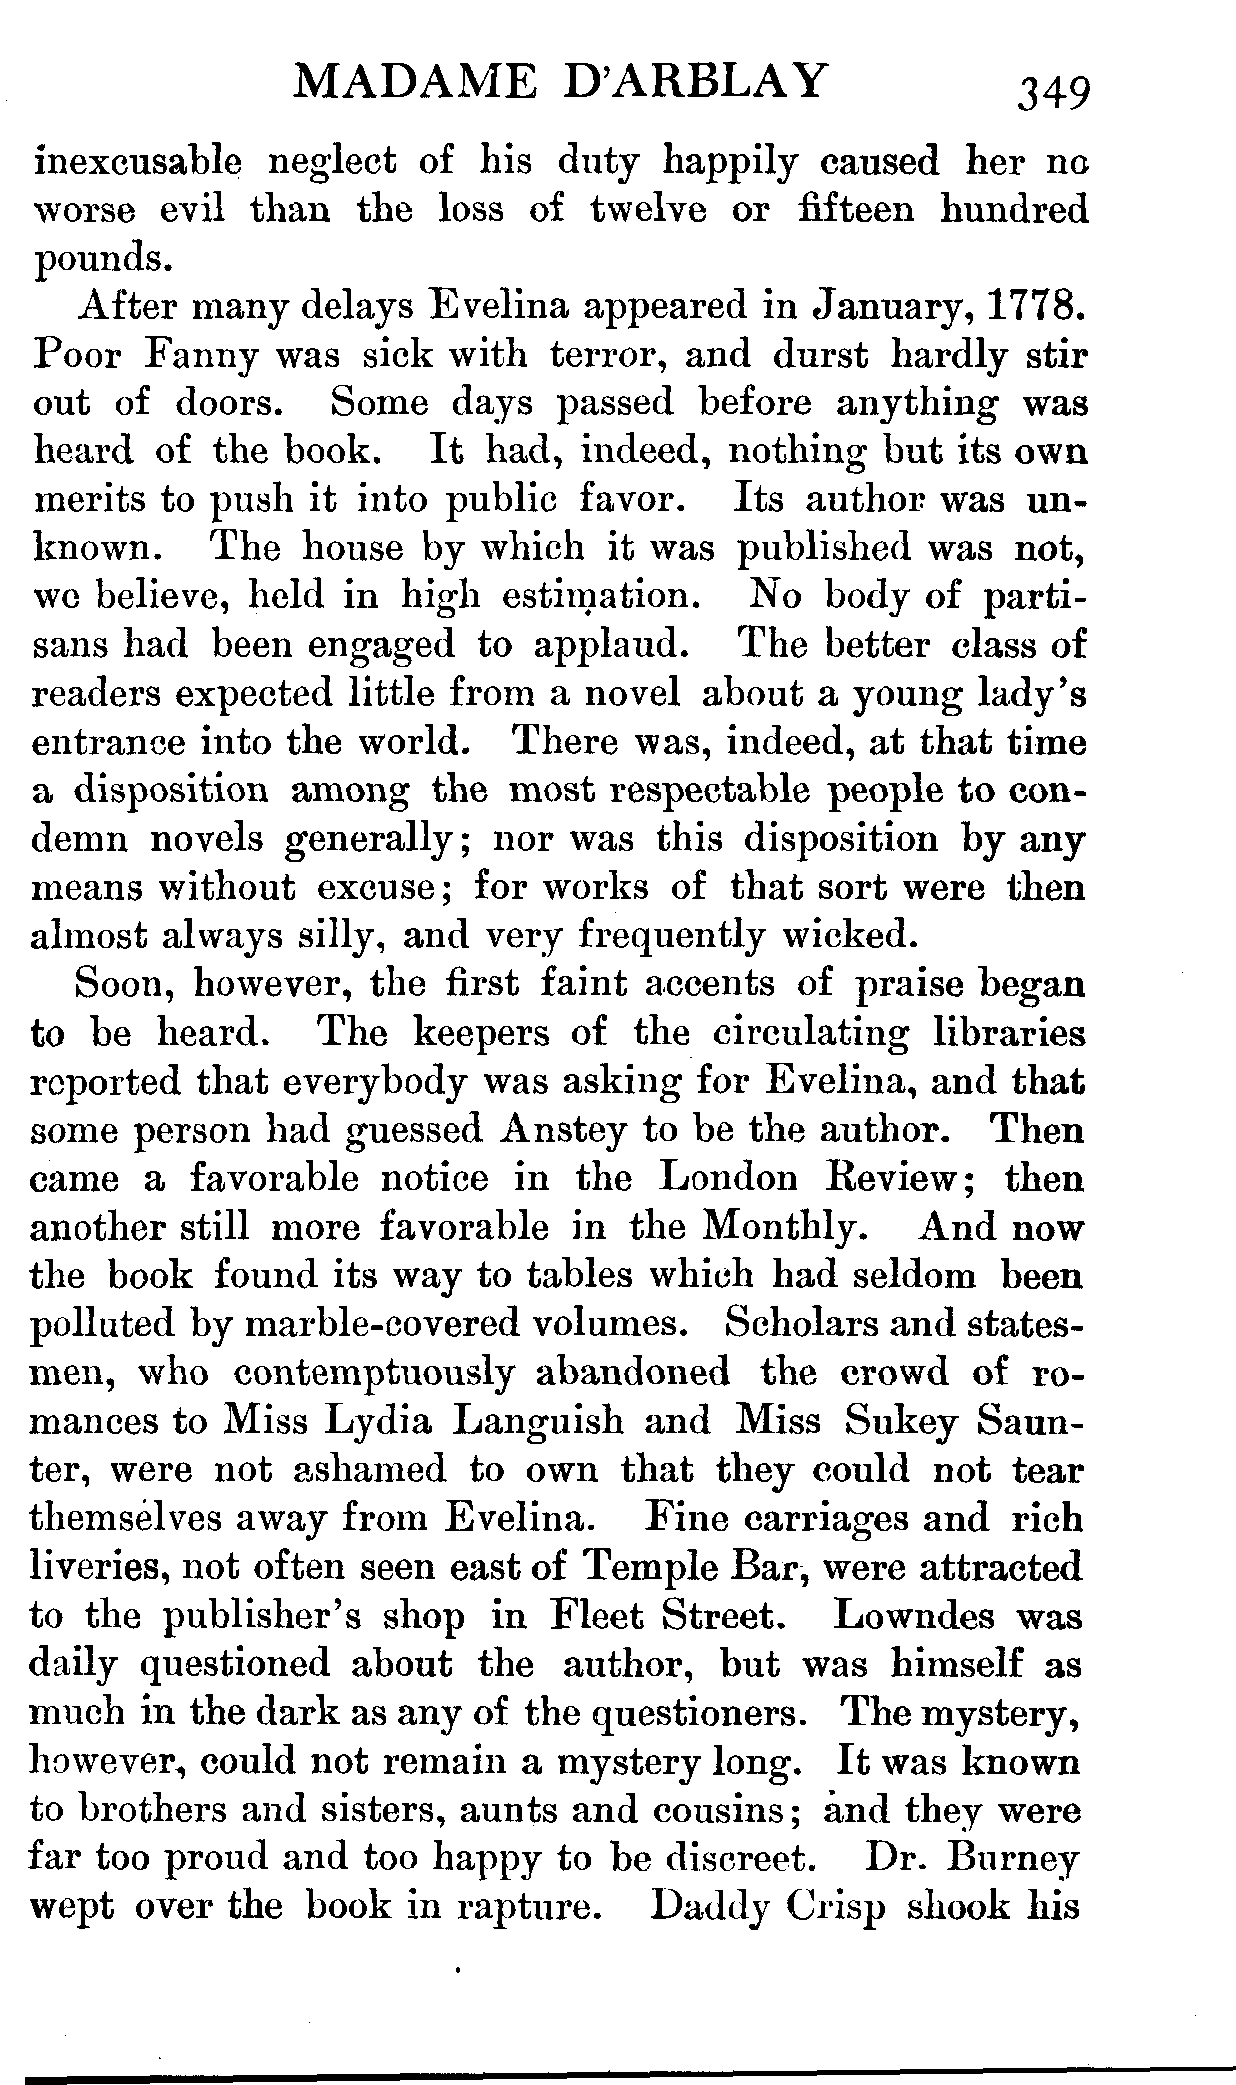 MADAME D'ARBLAY 349
inexcusable neglect of his duty happily caused her no
worse evil than the loss of twelve or fifteen hundred
pounds.
After many delays Evelina appeared in January, 1778.
Poor Fanny was sick with terror, and durst hardly stir
out of doors. Some days passed before anything was
heard of the book. It had, indeed, nothing but its own
merits to push it into public favor. Its author was un-
known. The house by which it was published was not,
we believe, held in high estimation. No body of parti-
sans had been engaged to applaud. The better class of
readers expected little from a novel about a young lady's
entrance into the world. There was, indeed, at that time
a disposition among the most respectable people to con-
demn novels generally; nor was this disposition by any
means without excuse; for works of that sort were then
almost always silly, and very frequently wicked.
Soon, however, the first faint accents of praise began
to be heard. The keepers of the circulating libraries
reported that everybody was asking for Evelina, and that
some person had guessed Anstey to be the author. Then
came a favorable notice in the London Review; then
another still more favorable in the Monthly. And now
the book found its way to tables which had seldom been
polluted by marble-covered volumes. Scholars and states-
men, who contemptuously abandoned the crowd of ro-
mances to Miss Lydia Languish and Miss Sukey Saun-
ter, were not ashamed to own that they could not tear
themselves away from Evelina. Fine carriages and rich
liveries, not often seen east of Temple Bar, were attracted
to the publisher's shop in Fleet Street. Lowndes was
daily questioned about the author, but was himself as
much in the dark as any of the questioners. The mystery,
however, could not remain a mystery long. It was known
to brothers and sisters, aunts and cousins; and they were
far too proud and too happy to be discreet. Dr. Burney
wept over the book in rapture. Daddy Crisp shook his